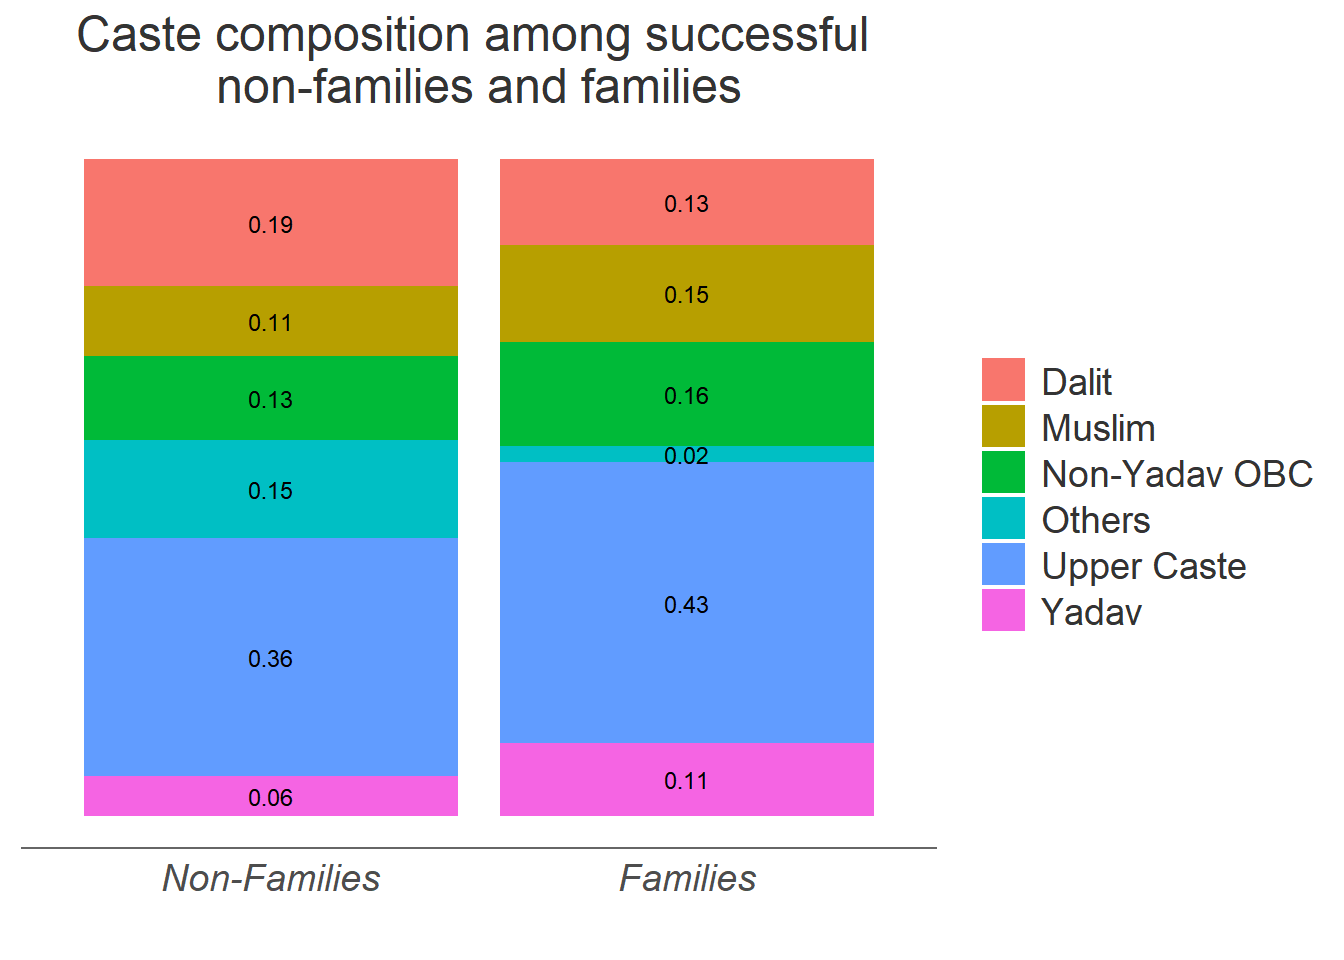 Caste composition among successful
non-families and families
0.19
0.11
0.13
0.15
0.36
0.06
0.13
0.15
0.16
0.02
0.43
0.11
Dalit
Muslim
Non-Yadav OBC
Others
Upper Caste
Yadav
Non-Families
Families